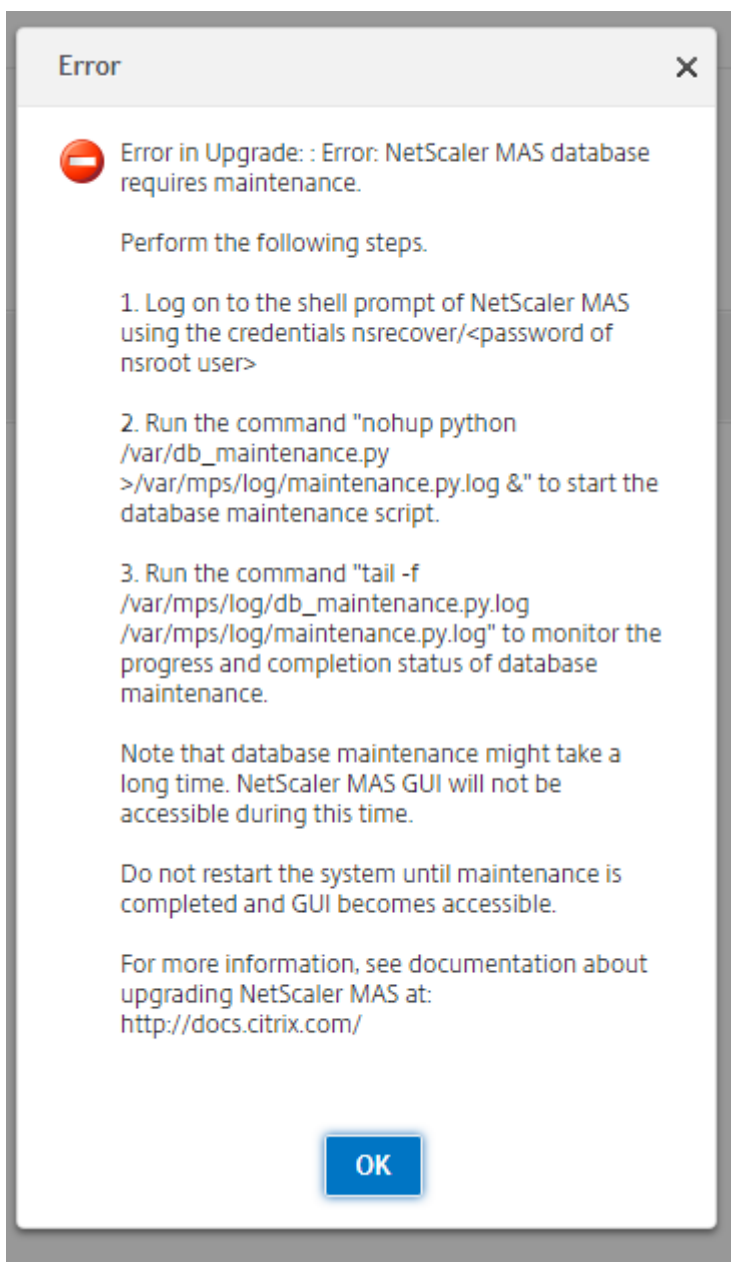 Error
Error in Upgrade: : Error: NetScaler MAS database
requires maintenance.
Perform the following steps.
1. Log on to the shell prompt of NetScaler MAS
using the credentials nsrecover/<password of
nsroot user>
2. Run the command "nohup python
/var/db_maintenance.py
>/var/mps/log/maintenance.py.log &" to start the
database maintenance script.
3. Run the command "tail -f
/var/mps/log/db_maintenance.py.log
/var/mps/log/maintenance.py.log" to monitor the
progress and completion status of database
maintenance.
Note that database maintenance might take a
long time. NetScaler MAS GUI will not be
accessible during this time.
Do not restart the system until maintenance is
completed and GUI becomes accessible.
For more information, see documentation about
upgrading NetScaler MAS at:
http://docs.citrix.com/
OK